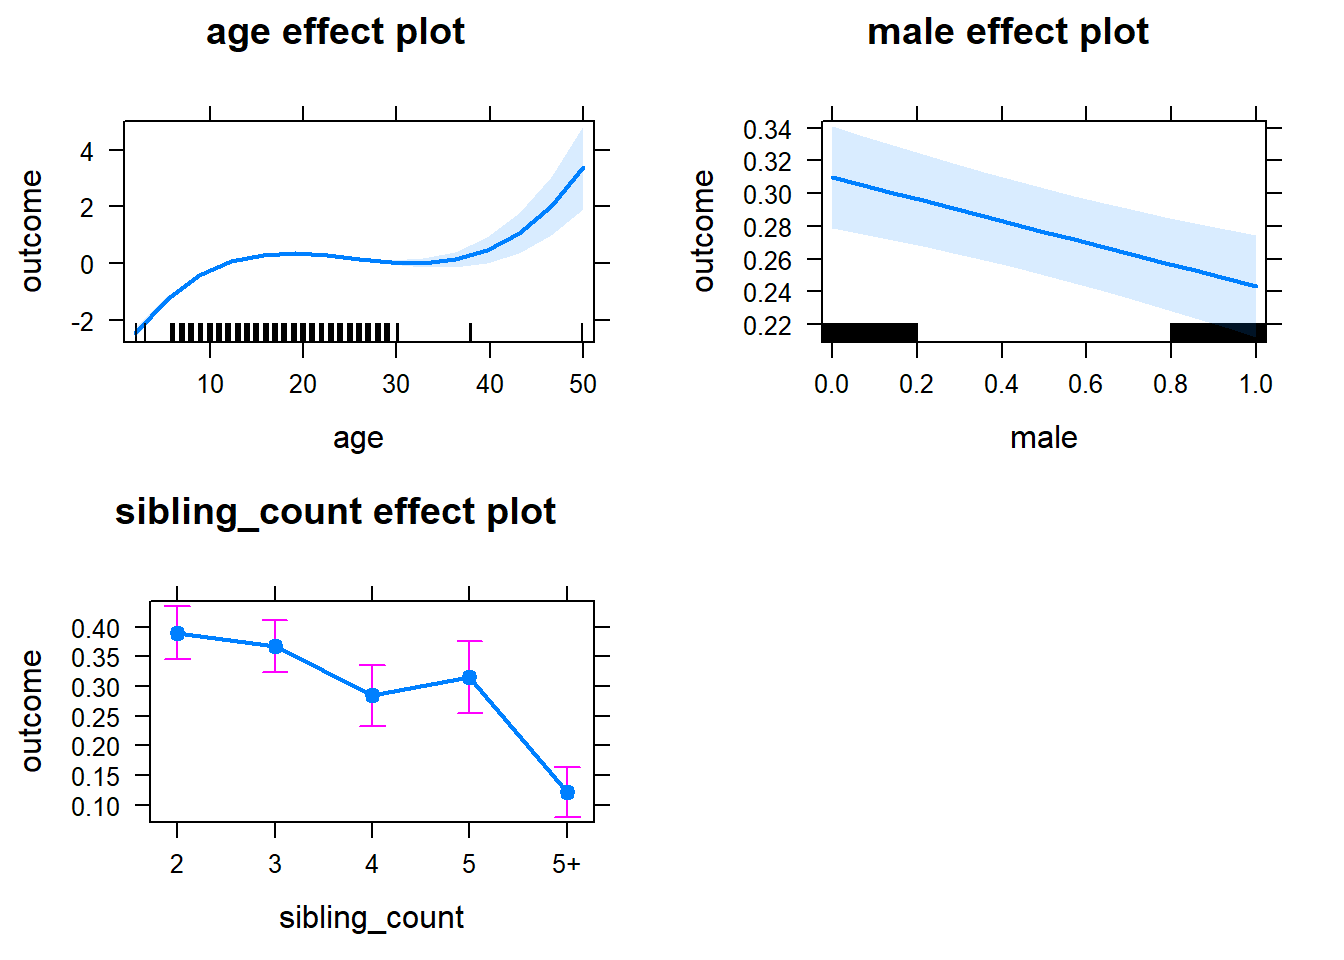 age effect plot
outcome
4
2
0
-2
10 20 30 40 50
age
male effect plot
outcome
0.34
0.32
0.30
0.28
0.26
0.24
0.22
0.0 0.2 0.4 0.6 0.8 1.0
male
sibling_count effect plot
outcome
0.40
0.35
0.30
0.25
0.20
0.15
0.10
2 3 4 5 5+
sibling_count